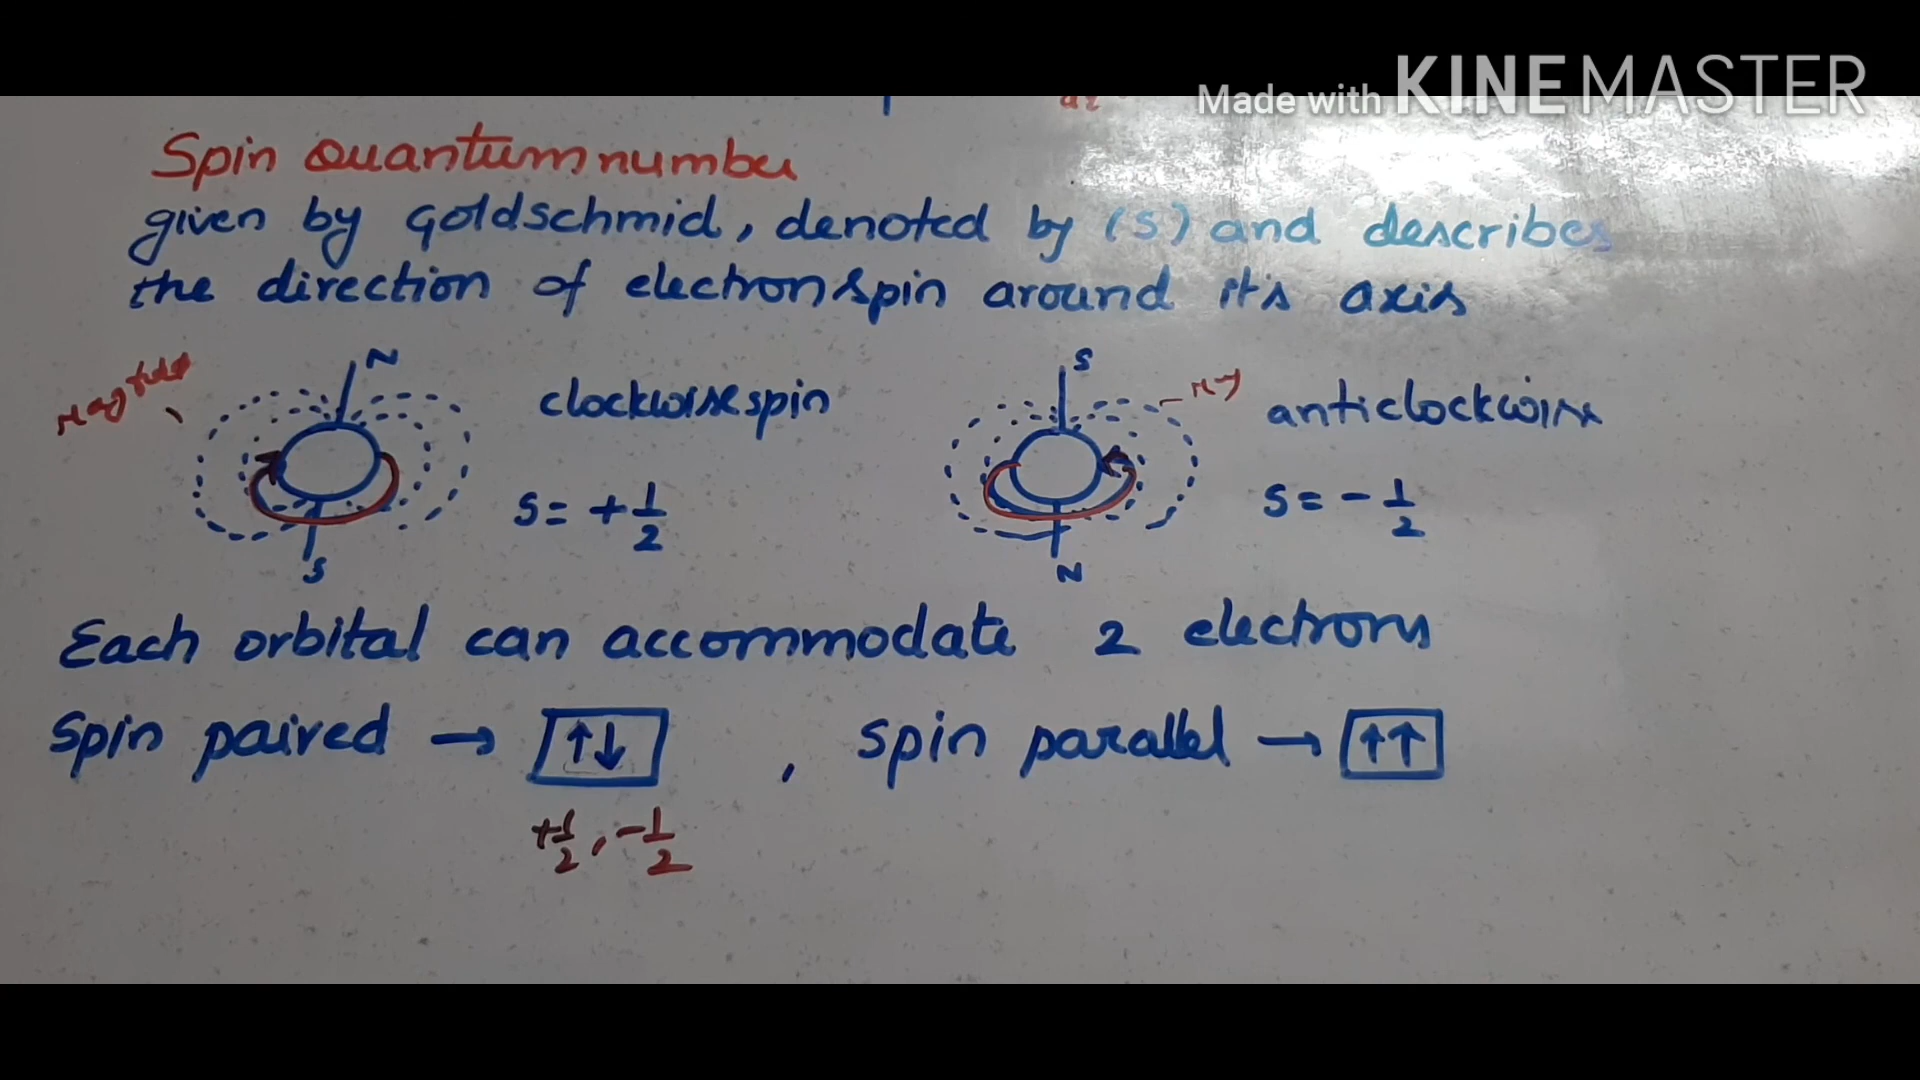 Made with KINEMASTER
Spin Quantum number
given by Goldschmid, denoted by (s) and describes
the direction of electron spin around it's axis
N
clockwise spin
s = +1/2
S
S
anticlockwise
s = -1/2
N
Each orbital can accommodate 2 electrons
Spin paired → ↑↓ , spin parallel → ↑↑
+1/2, -1/2